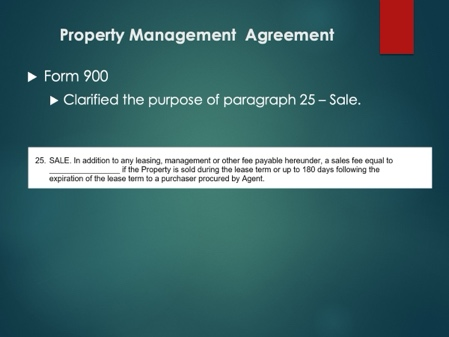 Property Management  Agreement
Form 900
Clarified the purpose of paragraph 25 – Sale.
25. SALE. In addition to any leasing, management or other fee payable hereunder, a sales fee equal to
_________________ if the Property is sold during the lease term or up to 180 days following the
expiration of the lease term to a purchaser procured by Agent.